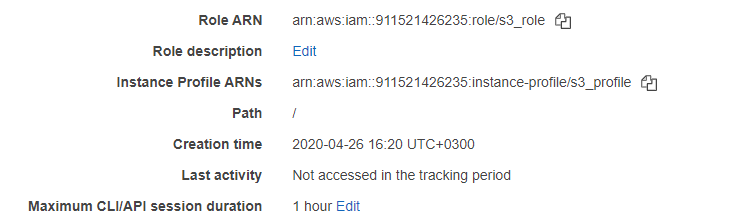 Role ARN arn:aws:iam::911521426235:role/s3_role
Role description Edit
Instance Profile ARNs arn:aws:iam::911521426235:instance-profile/s3_profile
Path /
Creation time 2020-04-26 16:20 UTC+0300
Last activity Not accessed in the tracking period
Maximum CLI/API session duration 1 hour Edit